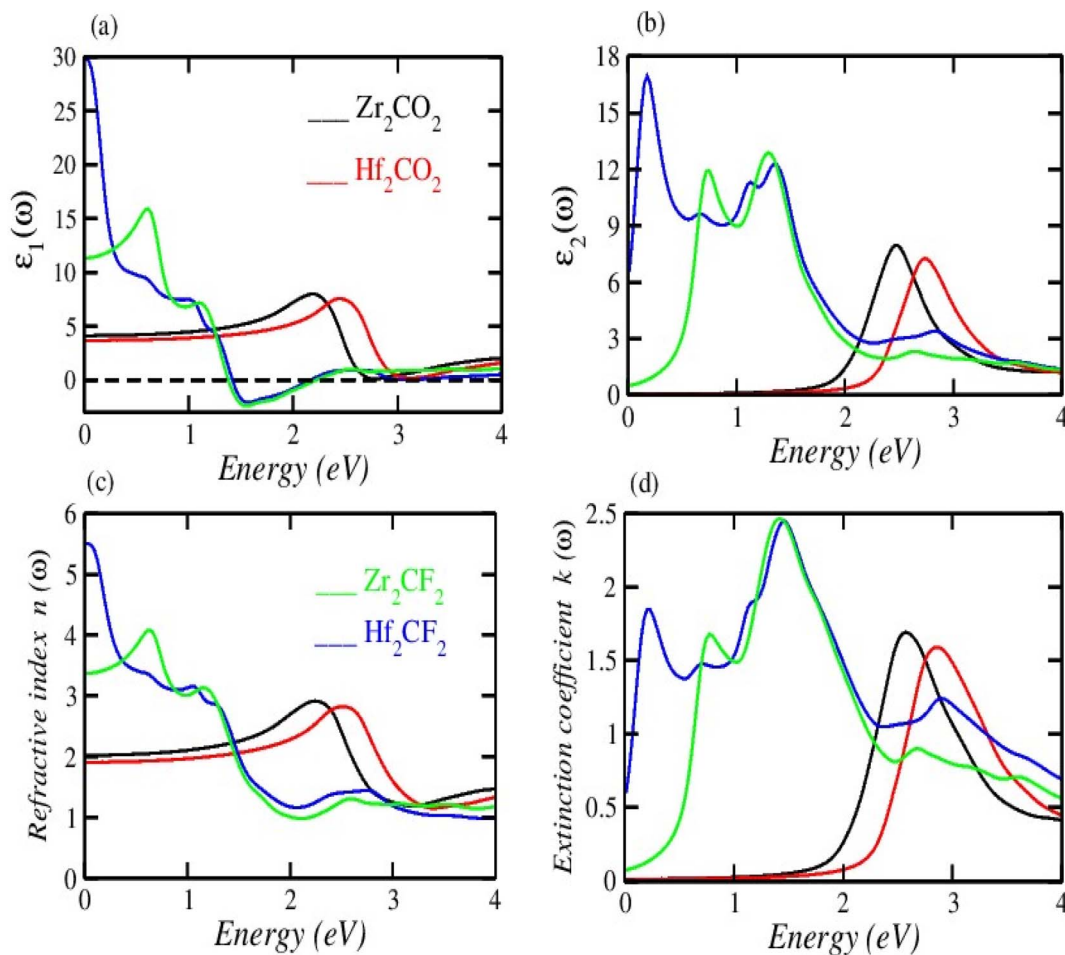 (a)
30
25
20
15
10
5
0
ε₁(ω)
Zr₂CO₂
Hf₂CO₂
0 1 2 3 4
Energy (eV)
(b)
18
15
12
9
6
3
0
ε₂(ω)
0 1 2 3 4
Energy (eV)
(c)
6
5
4
3
2
1
0
Refractive index n (ω)
Zr₂CF₂
Hf₂CF₂
0 1 2 3 4
Energy (eV)
(d)
2.5
2
1.5
1
0.5
0
Extinction coefficient k (ω)
0 1 2 3 4
Energy (eV)